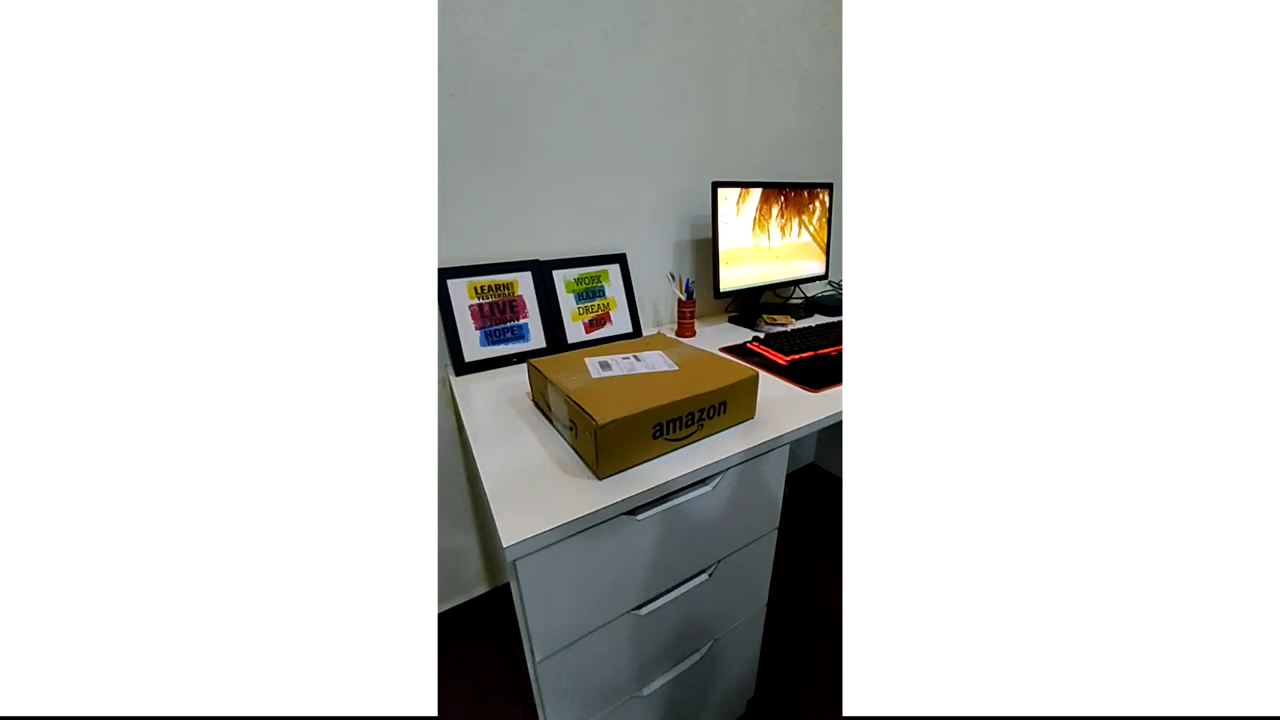 LEARN
YESTERDAY
LIVE
TODAY
HOPE
WORK
HARD
DREAM
BIG
amazon